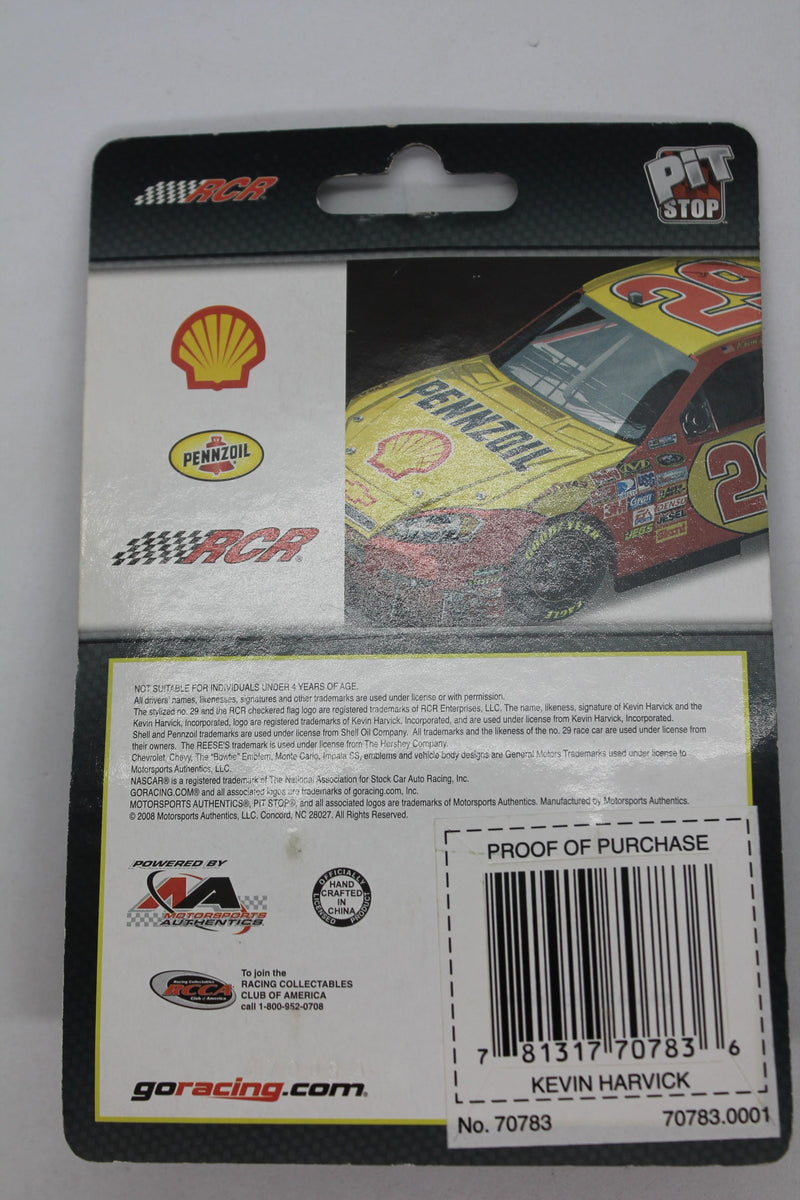 RCR
PIT
STOP
PENNZOIL
RCR
29
PENNZOIL
29
GOODYEAR
EAGLE
NOT SUITABLE FOR INDIVIDUALS UNDER 4 YEARS OF AGE.
All drivers' names, likenesses, signatures and other trademarks are used under license or with permission.
The stylized no. 29 and the RCR checkered flag logo are registered trademarks of RCR Enterprises, LLC. The name, likeness, signature of Kevin Harvick and the
Kevin Harvick, Incorporated, logo are registered trademarks of Kevin Harvick, Incorporated, and are used under license from Kevin Harvick, Incorporated.
Shell and Pennzoil trademarks are used under license from Shell Oil Company. All trademarks and the likeness of the no. 29 race car are used under license from
their owners. The REESE'S trademark is used under license from The Hershey Company.
Chevrolet, Chevy, The "Bowtie" Emblem, Monte Carlo, Impala SS, emblems and vehicle body designs are General Motors Trademarks used under license to
Motorsports Authentics, LLC.
NASCAR® is a registered trademark of The National Association for Stock Car Auto Racing, Inc.
GORACING.COM® and all associated logos are trademarks of goracing.com, Inc.
MOTORSPORTS AUTHENTICS®, PIT STOP®, and all associated logos are trademarks of Motorsports Authentics. Manufactured by Motorsports Authentics.
© 2008 Motorsports Authentics, LLC, Concord, NC 28027. All Rights Reserved.
POWERED BY
MA
MOTORSPORTS
AUTHENTICS
OFFICIALLY
HAND
CRAFTED
IN
CHINA
LICENSED PRODUCT
Racing Collectables
RCCA
Club of America
To join the
RACING COLLECTABLES
CLUB OF AMERICA
call 1-800-952-0708
goracing.com®
PROOF OF PURCHASE
7 81317 70783 6
KEVIN HARVICK
No. 70783 70783.0001